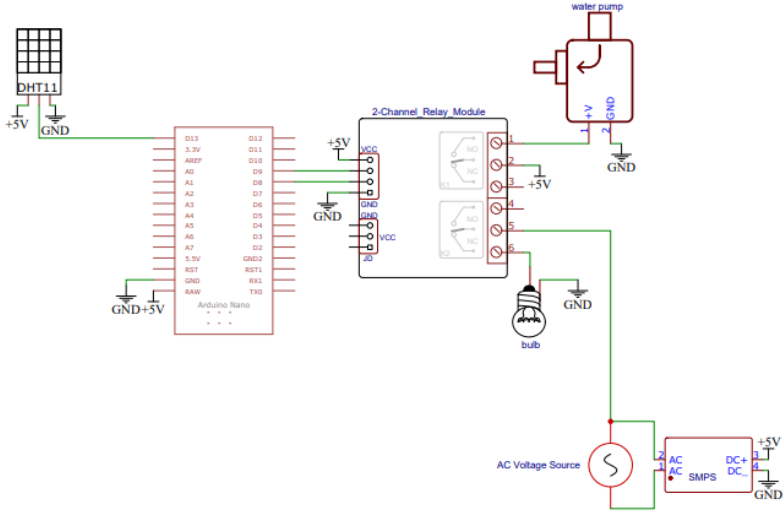 water pump
DHT11
+5V
GND
+V
GND
1
2
GND
2-Channel_Relay_Module
+5V
VCC
GND
GND
GND
VCC
JD
NO
NC
K1
NO
NC
K2
1
2
3
4
5
6
+5V
D13
3.3V
AREF
A0
A1
A2
A3
A4
A5
A6
A7
5.5V
RST
GND
RAW
D12
D11
D10
D9
D8
D7
D6
D5
D4
D3
D2
GND2
RST1
RX1
TX0
Arduino Nano
GND
+5V
GND
bulb
AC Voltage Source
2
1
AC
AC
DC+
DC_
3
4
SMPS
+5V
GND